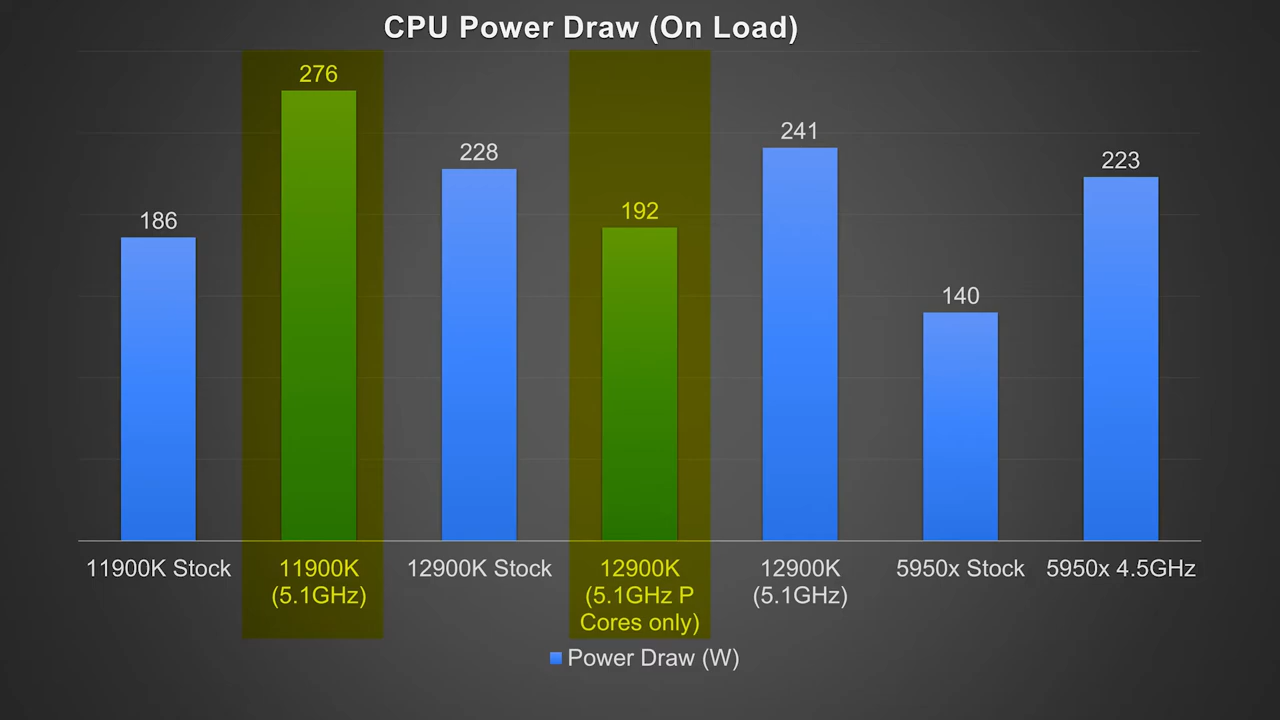 CPU Power Draw (On Load)
276
241
228
223
192
186
140
11900K Stock
11900K
(5.1GHz)
12900K Stock
12900K
(5.1GHz P
Cores only)
12900K
(5.1GHz)
5950x Stock
5950x 4.5GHz
Power Draw (W)